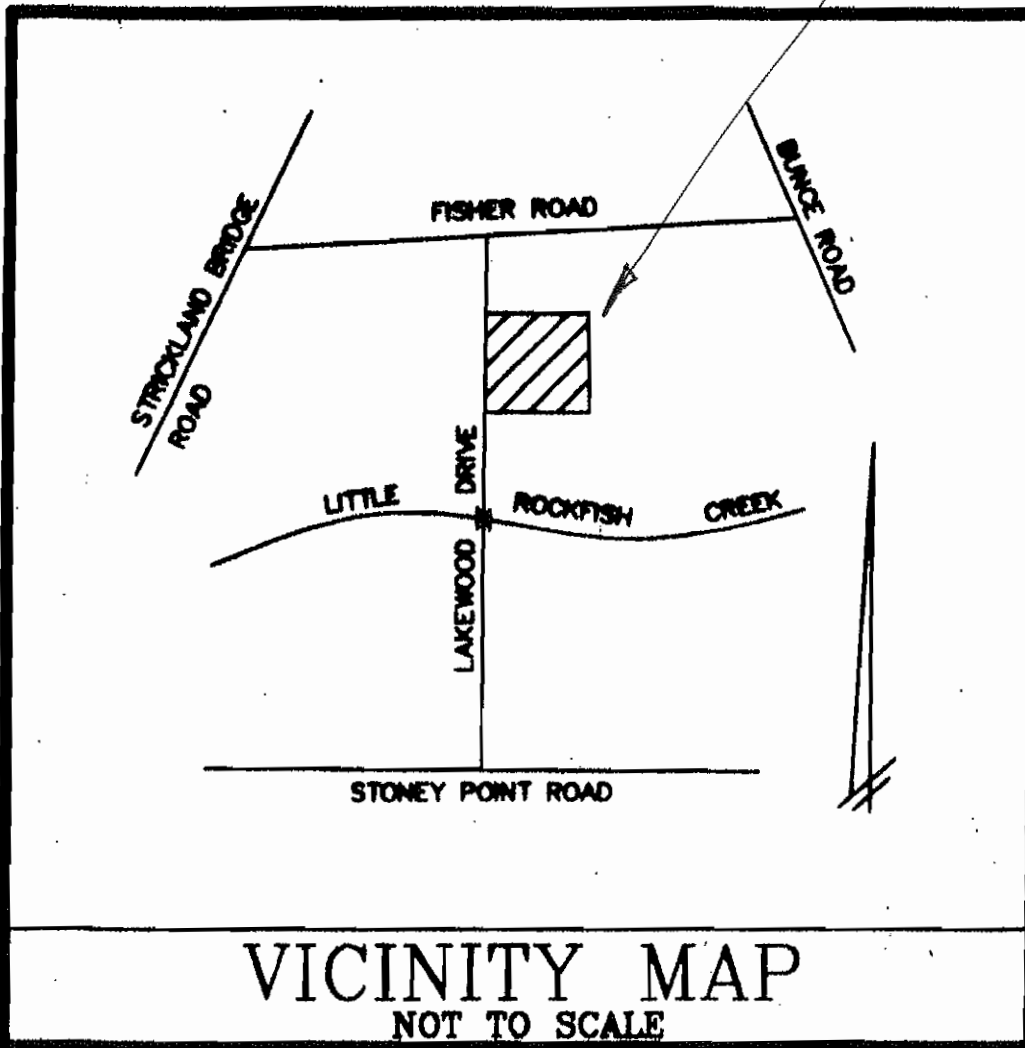 FISHER ROAD
BUNCE ROAD
STRICKLAND BRIDGE
ROAD
LAKEWOOD DRIVE
LITTLE ROCKFISH CREEK
STONEY POINT ROAD
VICINITY MAP
NOT TO SCALE